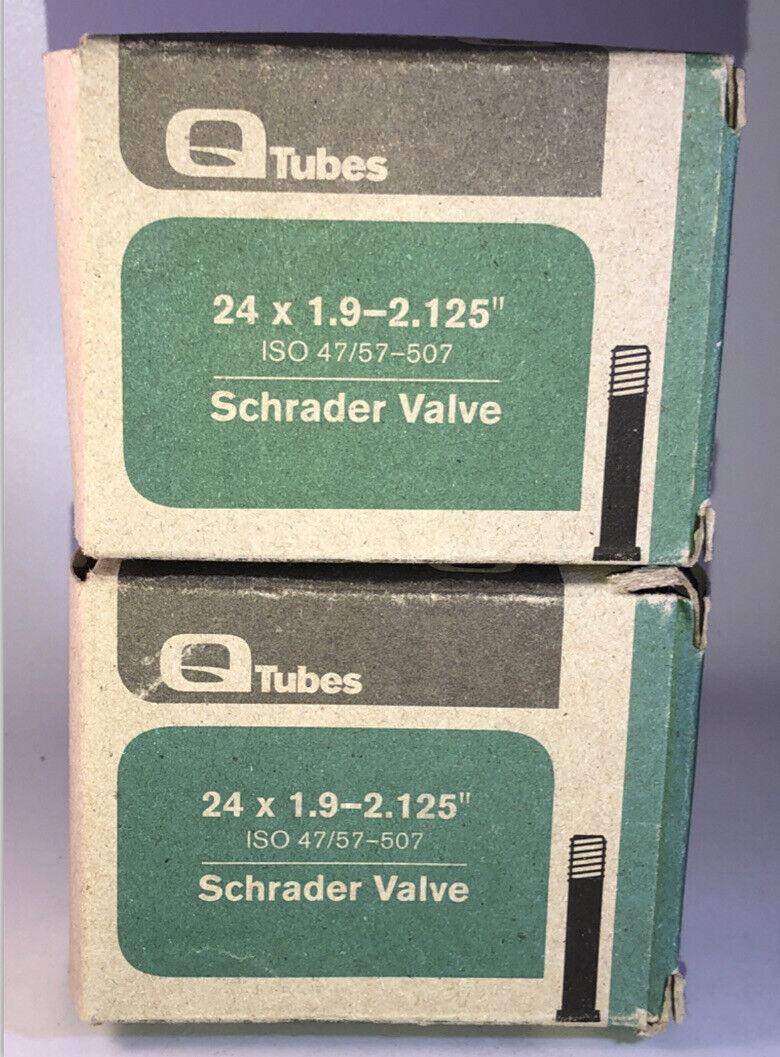 Q Tubes
24 x 1.9–2.125"
ISO 47/57–507
Schrader Valve
Q Tubes
24 x 1.9–2.125"
ISO 47/57–507
Schrader Valve